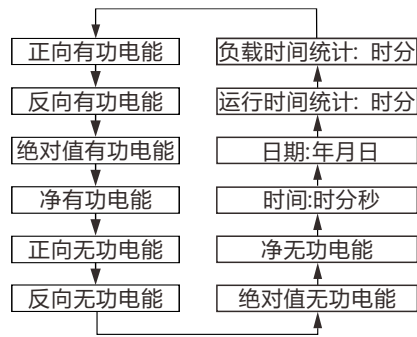 正向有功电能
反向有功电能
绝对值有功电能
净有功电能
正向无功电能
反向无功电能
绝对值无功电能
净无功电能
时间:时分秒
日期:年月日
运行时间统计: 时分
负载时间统计: 时分